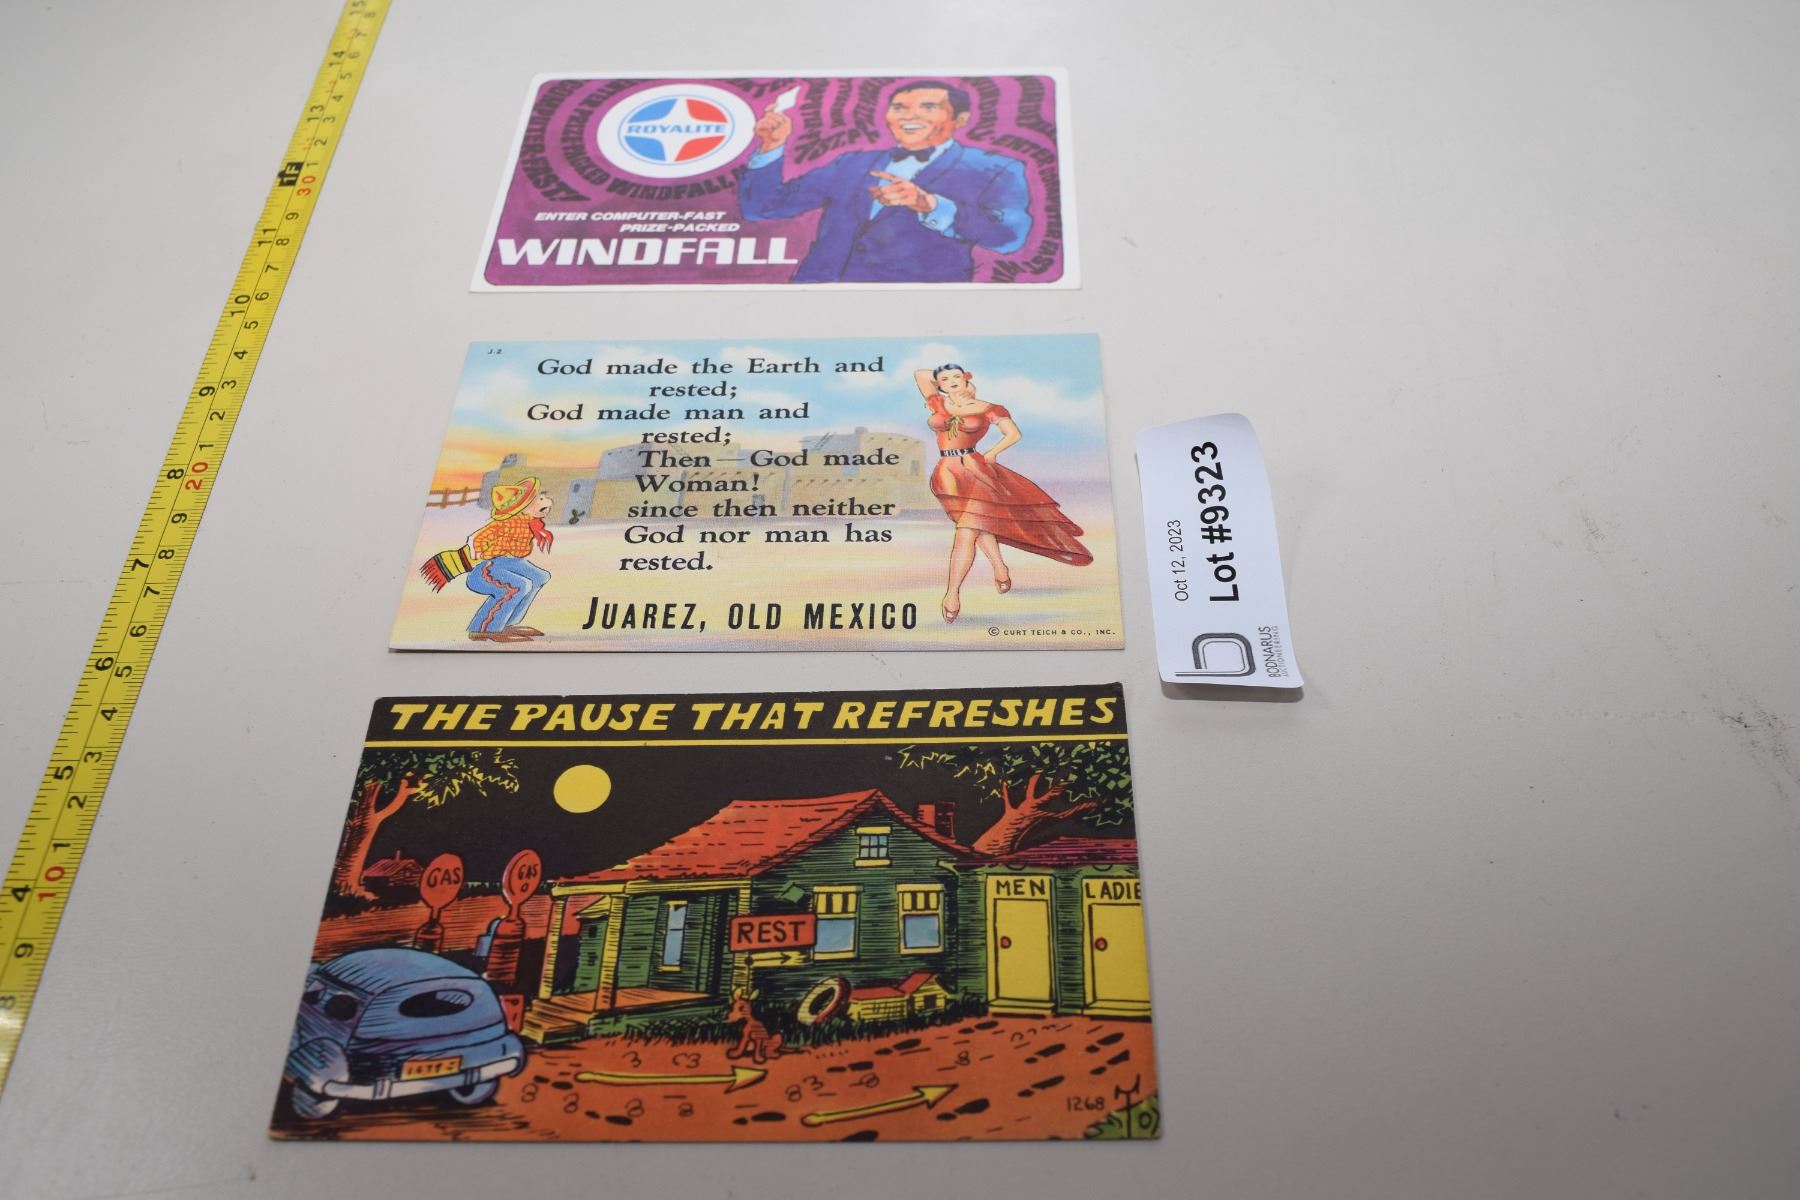 ROYALITE
ENTER COMPUTER-FAST
PRIZE-PACKED
WINDFALL
J-2
God made the Earth and
rested;
God made man and
rested;
Then—God made
Woman!
since then neither
God nor man has
rested.
JUAREZ, OLD MEXICO
© CURT TEICH & CO., INC.
Oct 12, 2023
Lot #9323
BODNARUS
AUCTIONEERING
THE PAUSE THAT REFRESHES
GAS
GAS
REST
MEN
LADIE
1268